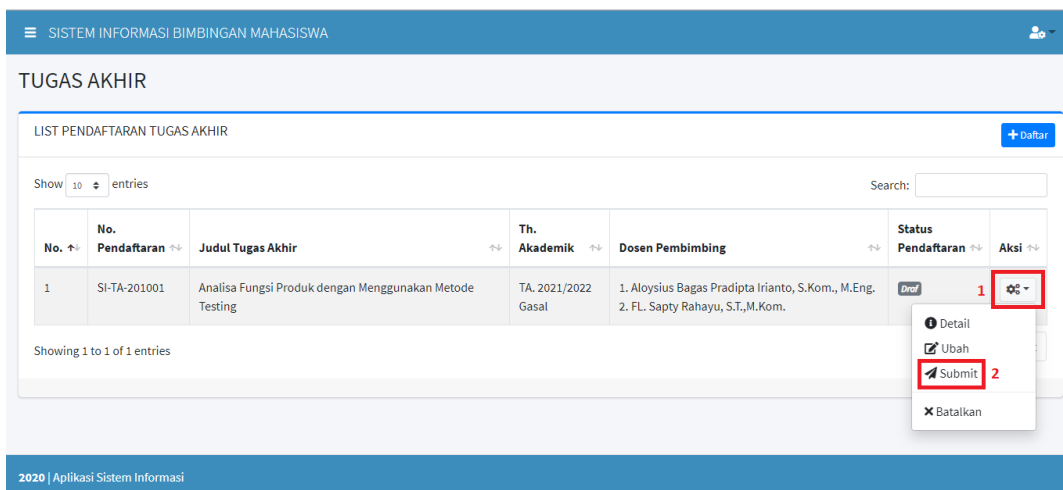 SISTEM INFORMASI BIMBINGAN MAHASISWA
TUGAS AKHIR
LIST PENDAFTARAN TUGAS AKHIR
+ Daftar
Show 10 entries
Search:
No.
No. Pendaftaran
Judul Tugas Akhir
Th. Akademik
Dosen Pembimbing
Status Pendaftaran
Aksi
1
SI-TA-201001
Analisa Fungsi Produk dengan Menggunakan Metode
Testing
TA. 2021/2022
Gasal
1. Aloysius Bagas Pradipta Irianto, S.Kom., M.Eng.
2. FL. Sapty Rahayu, S.T.,M.Kom.
Draf
1
Detail
Ubah
Submit
2
Batalkan
Showing 1 to 1 of 1 entries
2020 | Aplikasi Sistem Informasi